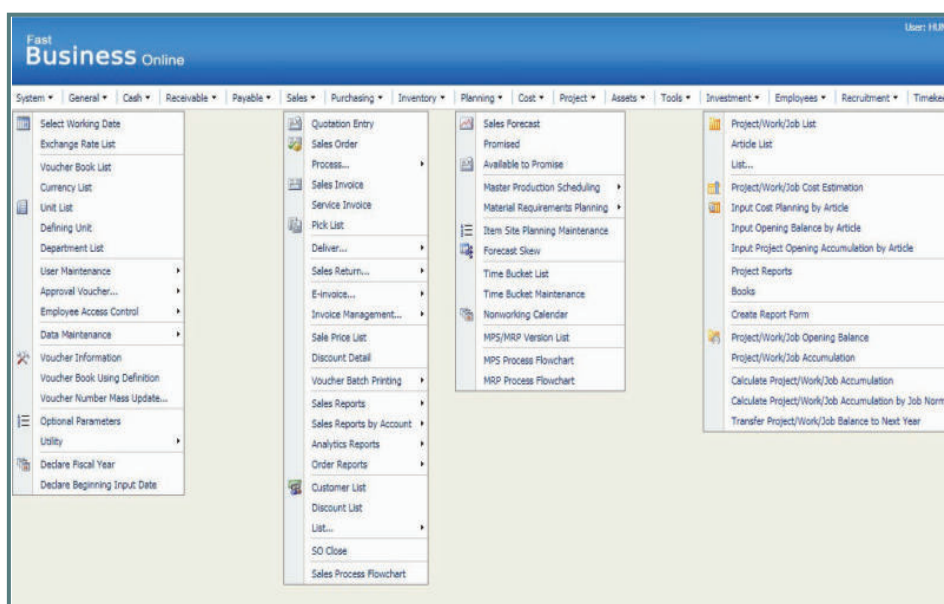 User: HUN
Fast
Business Online
System General Cash Receivable Payable Sales Purchasing Inventory Planning Cost Project Assets Tools Investment Employees Recruitment Timekee
Select Working Date
Exchange Rate List
Voucher Book List
Currency List
Unit List
Defining Unit
Department List
User Maintenance
Approval Voucher...
Employee Access Control
Data Maintenance
Voucher Information
Voucher Book Using Definition
Voucher Number Mass Update...
Optional Parameters
Utility
Declare Fiscal Year
Declare Beginning Input Date
Quotation Entry
Sales Order
Process...
Sales Invoice
Service Invoice
Pick List
Deliver...
Sales Return...
E-invoice...
Invoice Management...
Sale Price List
Discount Detail
Voucher Batch Printing
Sales Reports
Sales Reports by Account
Analytics Reports
Order Reports
Customer List
Discount List
List...
SO Close
Sales Process Flowchart
Sales Forecast
Promised
Available to Promise
Master Production Scheduling
Material Requirements Planning
Item Site Planning Maintenance
Forecast Skew
Time Bucket List
Time Bucket Maintenance
Nonworking Calendar
MPS/MRP Version List
MPS Process Flowchart
MRP Process Flowchart
Project/Work/Job List
Article List
List...
Project/Work/Job Cost Estimation
Input Cost Planning by Article
Input Opening Balance by Article
Input Project Opening Accumulation by Article
Project Reports
Books
Create Report Form
Project/Work/Job Opening Balance
Project/Work/Job Accumulation
Calculate Project/Work/Job Accumulation
Calculate Project/Work/Job Accumulation by Job Norm
Transfer Project/Work/Job Balance to Next Year